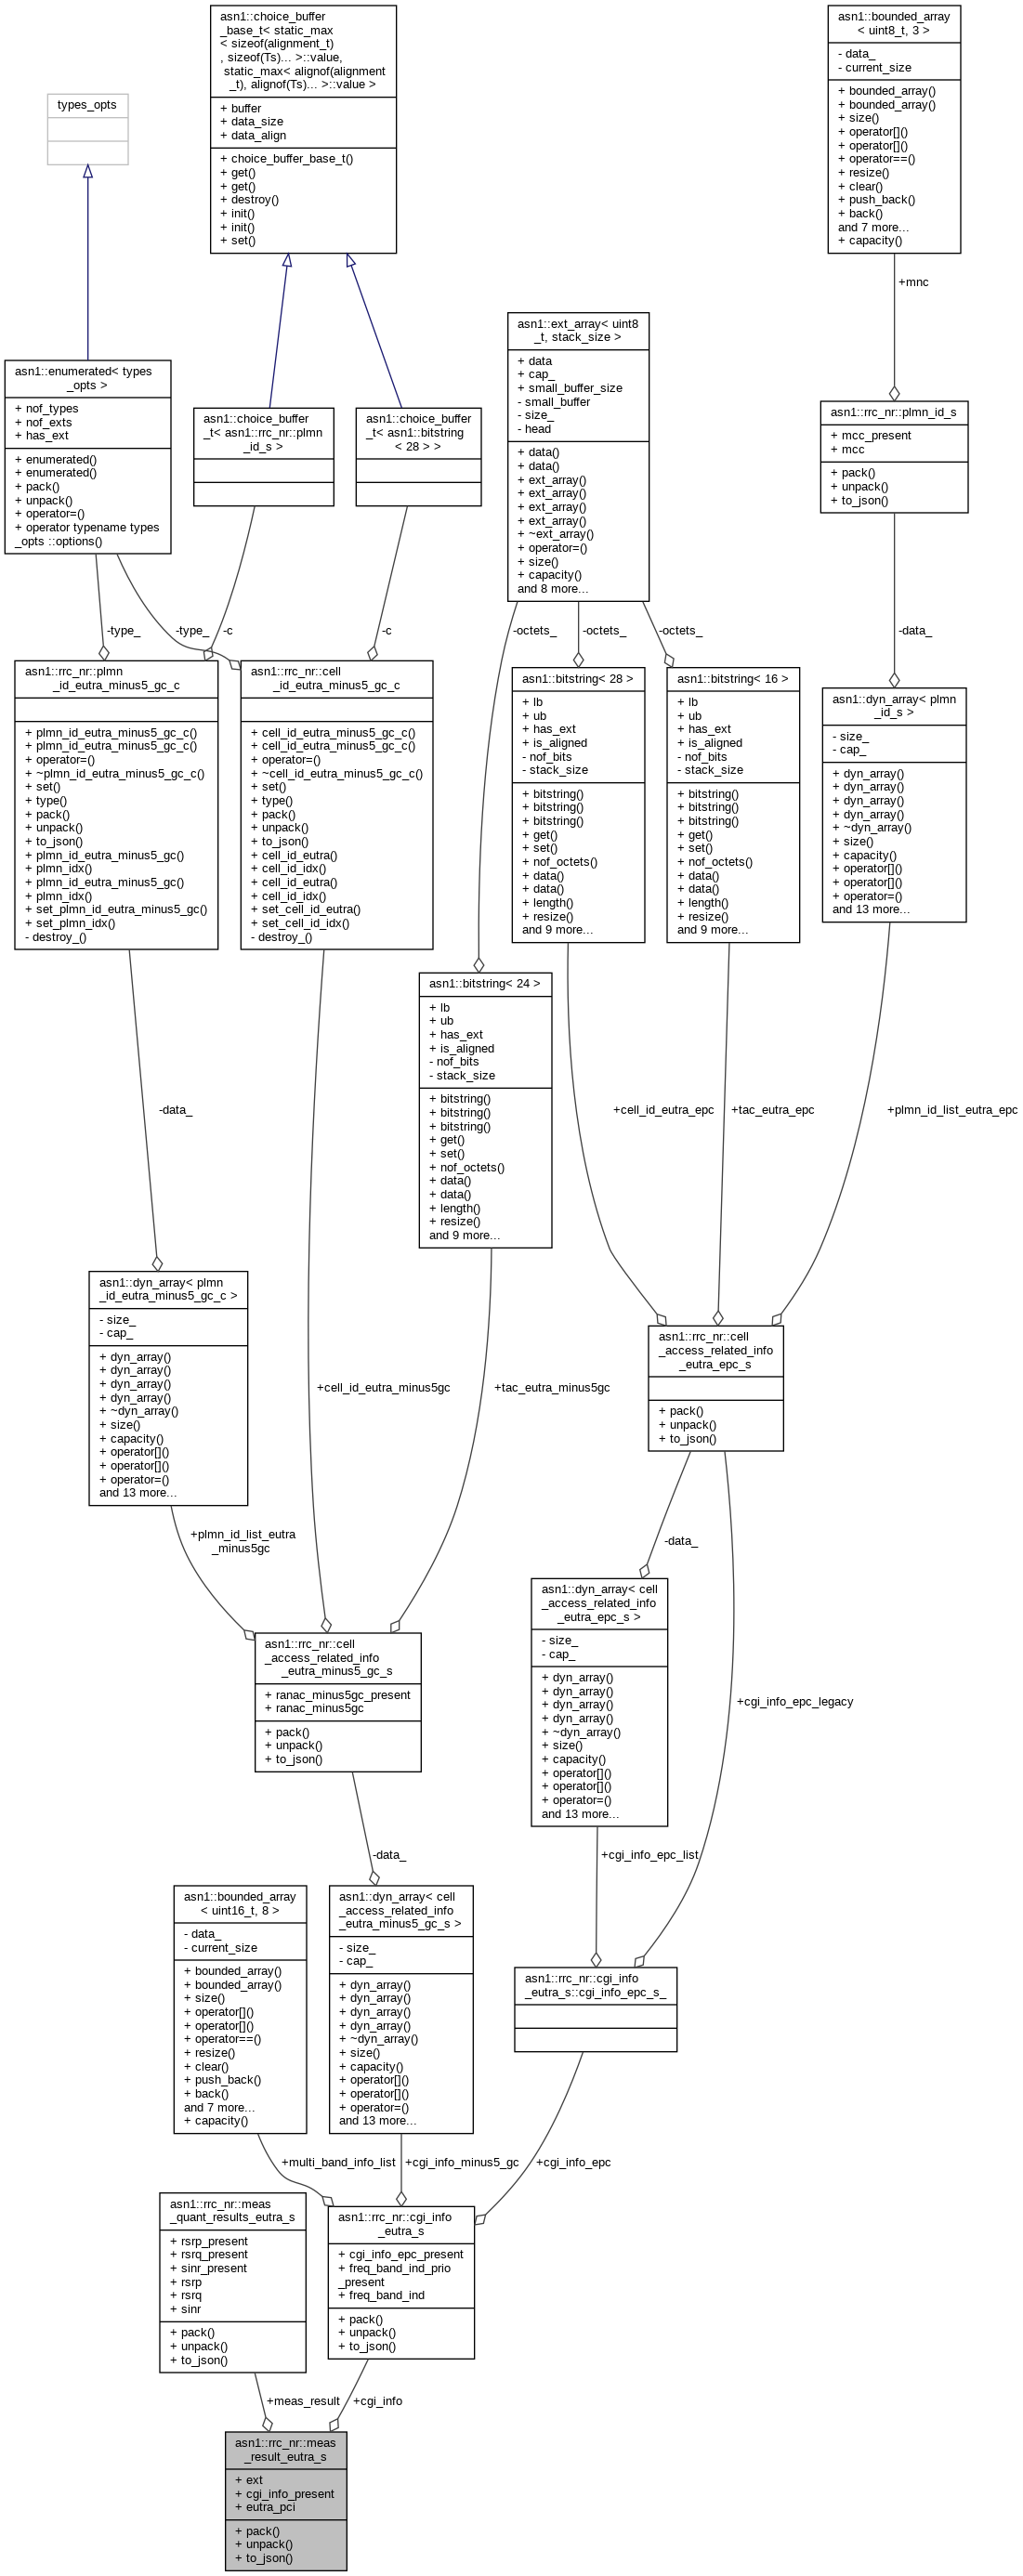 asn1::choice_buffer
_base_t< static_max
< sizeof(alignment_t)
, sizeof(Ts)... >::value,
static_max< alignof(alignment
_t), alignof(Ts)... >::value >
+ buffer
+ data_size
+ data_align
+ choice_buffer_base_t()
+ get()
+ get()
+ destroy()
+ init()
+ init()
+ set()
asn1::bounded_array
< uint8_t, 3 >
- data_
- current_size
+ bounded_array()
+ bounded_array()
+ size()
+ operator[]()
+ operator[]()
+ operator==()
+ resize()
+ clear()
+ push_back()
+ back()
and 7 more...
+ capacity()
types_opts
+mnc
asn1::ext_array< uint8
_t, stack_size >
+ data
+ cap_
+ small_buffer_size
- small_buffer
- size_
- head
+ data()
+ data()
+ ext_array()
+ ext_array()
+ ext_array()
+ ext_array()
+ ~ext_array()
+ operator=()
+ size()
+ capacity()
and 8 more...
asn1::enumerated< types
_opts >
+ nof_types
+ nof_exts
+ has_ext
+ enumerated()
+ enumerated()
+ pack()
+ unpack()
+ operator=()
+ operator typename types
_opts ::options()
asn1::choice_buffer
_t< asn1::rrc_nr::plmn
_id_s >
asn1::choice_buffer
_t< asn1::bitstring
< 28 > >
asn1::rrc_nr::plmn_id_s
+ mcc_present
+ mcc
+ pack()
+ unpack()
+ to_json()
-type_
-type_
-c
-c
-octets_
-octets_
-octets_
-data_
asn1::rrc_nr::plmn
_id_eutra_minus5_gc_c
+ plmn_id_eutra_minus5_gc_c()
+ plmn_id_eutra_minus5_gc_c()
+ operator=()
+ ~plmn_id_eutra_minus5_gc_c()
+ set()
+ type()
+ pack()
+ unpack()
+ to_json()
+ plmn_id_eutra_minus5_gc()
+ plmn_idx()
+ plmn_id_eutra_minus5_gc()
+ plmn_idx()
+ set_plmn_id_eutra_minus5_gc()
+ set_plmn_idx()
- destroy_()
asn1::rrc_nr::cell
_id_eutra_minus5_gc_c
+ cell_id_eutra_minus5_gc_c()
+ cell_id_eutra_minus5_gc_c()
+ operator=()
+ ~cell_id_eutra_minus5_gc_c()
+ set()
+ type()
+ pack()
+ unpack()
+ to_json()
+ cell_id_eutra()
+ cell_id_idx()
+ cell_id_eutra()
+ cell_id_idx()
+ set_cell_id_eutra()
+ set_cell_id_idx()
- destroy_()
asn1::bitstring< 28 >
+ lb
+ ub
+ has_ext
+ is_aligned
- nof_bits
- stack_size
+ bitstring()
+ bitstring()
+ bitstring()
+ get()
+ set()
+ nof_octets()
+ data()
+ data()
+ length()
+ resize()
and 9 more...
asn1::bitstring< 16 >
+ lb
+ ub
+ has_ext
+ is_aligned
- nof_bits
- stack_size
+ bitstring()
+ bitstring()
+ bitstring()
+ get()
+ set()
+ nof_octets()
+ data()
+ data()
+ length()
+ resize()
and 9 more...
asn1::dyn_array< plmn
_id_s >
- size_
- cap_
+ dyn_array()
+ dyn_array()
+ dyn_array()
+ dyn_array()
+ ~dyn_array()
+ size()
+ capacity()
+ operator[]()
+ operator[]()
+ operator=()
and 13 more...
asn1::bitstring< 24 >
+ lb
+ ub
+ has_ext
+ is_aligned
- nof_bits
- stack_size
+ bitstring()
+ bitstring()
+ bitstring()
+ get()
+ set()
+ nof_octets()
+ data()
+ data()
+ length()
+ resize()
and 9 more...
-data_
+cell_id_eutra_epc
+tac_eutra_epc
+plmn_id_list_eutra_epc
asn1::dyn_array< plmn
_id_eutra_minus5_gc_c >
- size_
- cap_
+ dyn_array()
+ dyn_array()
+ dyn_array()
+ dyn_array()
+ ~dyn_array()
+ size()
+ capacity()
+ operator[]()
+ operator[]()
+ operator=()
and 13 more...
+cell_id_eutra_minus5gc
+tac_eutra_minus5gc
asn1::rrc_nr::cell
_access_related_info
_eutra_epc_s
+ pack()
+ unpack()
+ to_json()
+plmn_id_list_eutra
_minus5gc
-data_
asn1::dyn_array< cell
_access_related_info
_eutra_epc_s >
- size_
- cap_
+ dyn_array()
+ dyn_array()
+ dyn_array()
+ dyn_array()
+ ~dyn_array()
+ size()
+ capacity()
+ operator[]()
+ operator[]()
+ operator=()
and 13 more...
asn1::rrc_nr::cell
_access_related_info
_eutra_minus5_gc_s
+ ranac_minus5gc_present
+ ranac_minus5gc
+ pack()
+ unpack()
+ to_json()
+cgi_info_epc_legacy
-data_
+cgi_info_epc_list
asn1::bounded_array
< uint16_t, 8 >
- data_
- current_size
+ bounded_array()
+ bounded_array()
+ size()
+ operator[]()
+ operator[]()
+ operator==()
+ resize()
+ clear()
+ push_back()
+ back()
and 7 more...
+ capacity()
asn1::dyn_array< cell
_access_related_info
_eutra_minus5_gc_s >
- size_
- cap_
+ dyn_array()
+ dyn_array()
+ dyn_array()
+ dyn_array()
+ ~dyn_array()
+ size()
+ capacity()
+ operator[]()
+ operator[]()
+ operator=()
and 13 more...
asn1::rrc_nr::cgi_info
_eutra_s::cgi_info_epc_s_
+multi_band_info_list
+cgi_info_minus5_gc
+cgi_info_epc
asn1::rrc_nr::meas
_quant_results_eutra_s
+ rsrp_present
+ rsrq_present
+ sinr_present
+ rsrp
+ rsrq
+ sinr
+ pack()
+ unpack()
+ to_json()
asn1::rrc_nr::cgi_info
_eutra_s
+ cgi_info_epc_present
+ freq_band_ind_prio
_present
+ freq_band_ind
+ pack()
+ unpack()
+ to_json()
+meas_result
+cgi_info
asn1::rrc_nr::meas
_result_eutra_s
+ ext
+ cgi_info_present
+ eutra_pci
+ pack()
+ unpack()
+ to_json()